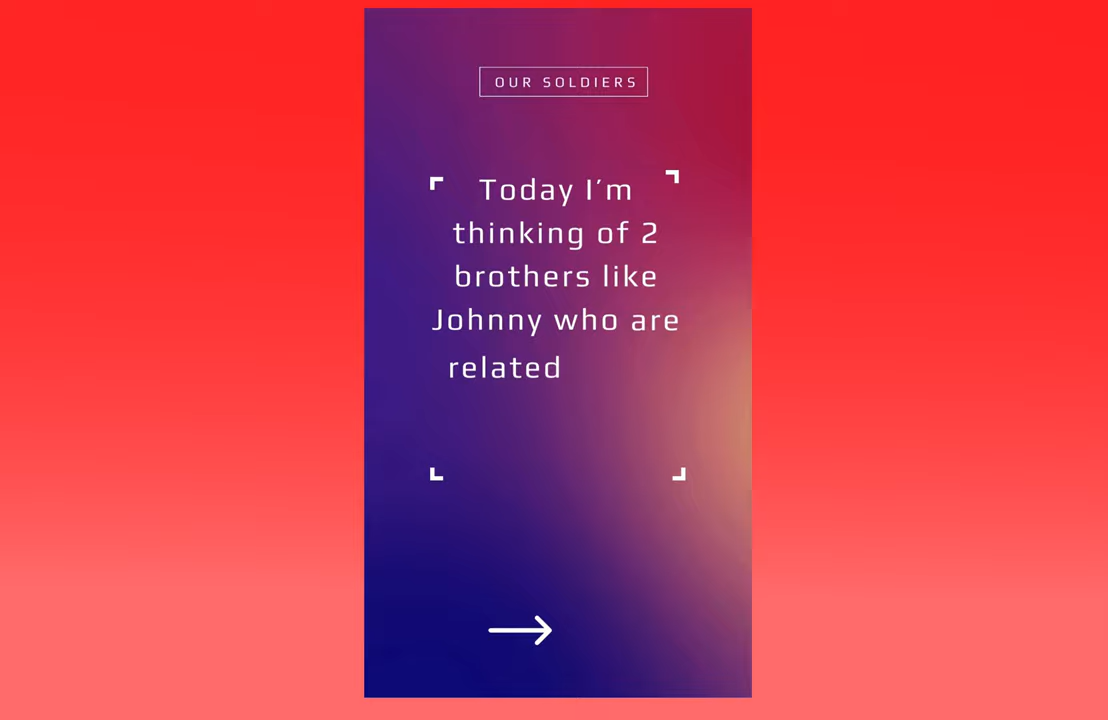 OUR SOLDIERS
Today I’m
thinking of 2
brothers like
Johnny who are
related